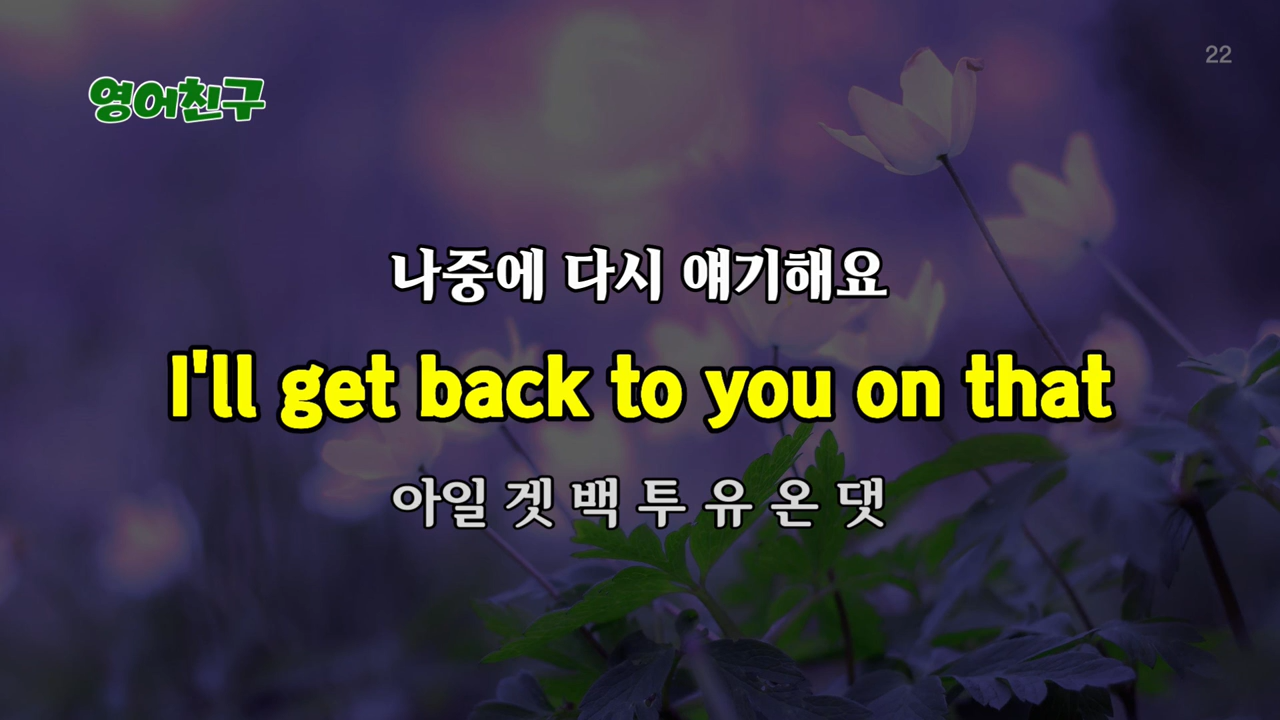 22
영어친구
나중에 다시 얘기해요
I'll get back to you on that
아일 겟 백 투 유 온 댓